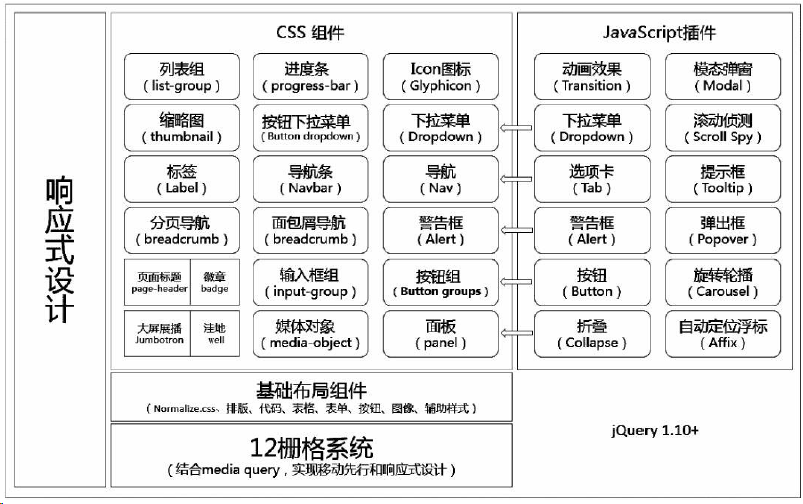 响应式设计
CSS 组件
列表组
( list-group )
进度条
( progress-bar )
Icon图标
( Glyphicon )
缩略图
( thumbnail )
按钮下拉菜单
( Button dropdown )
下拉菜单
( Dropdown )
标签
( Label )
导航条
( Navbar )
导航
( Nav )
分页导航
( breadcrumb )
面包屑导航
( breadcrumb )
警告框
( Alert )
页面标题
page-header
徽章
badge
输入框组
( input-group )
按钮组
( Button groups )
大屏展播
Jumbotron
洼地
well
媒体对象
( media-object )
面板
( panel )
JavaScript插件
动画效果
( Transition )
模态弹窗
( Modal )
下拉菜单
( Dropdown )
滚动侦测
( Scroll Spy )
选项卡
( Tab )
提示框
( Tooltip )
警告框
( Alert )
弹出框
( Popover )
按钮
( Button )
旋转轮播
( Carousel )
折叠
( Collapse )
自动定位浮标
( Affix )
基础布局组件
( Normalize.css、排版、代码、表格、表单、按钮、图像、辅助样式 )
12栅格系统
( 结合media query，实现移动先行和响应式设计 )
jQuery 1.10+